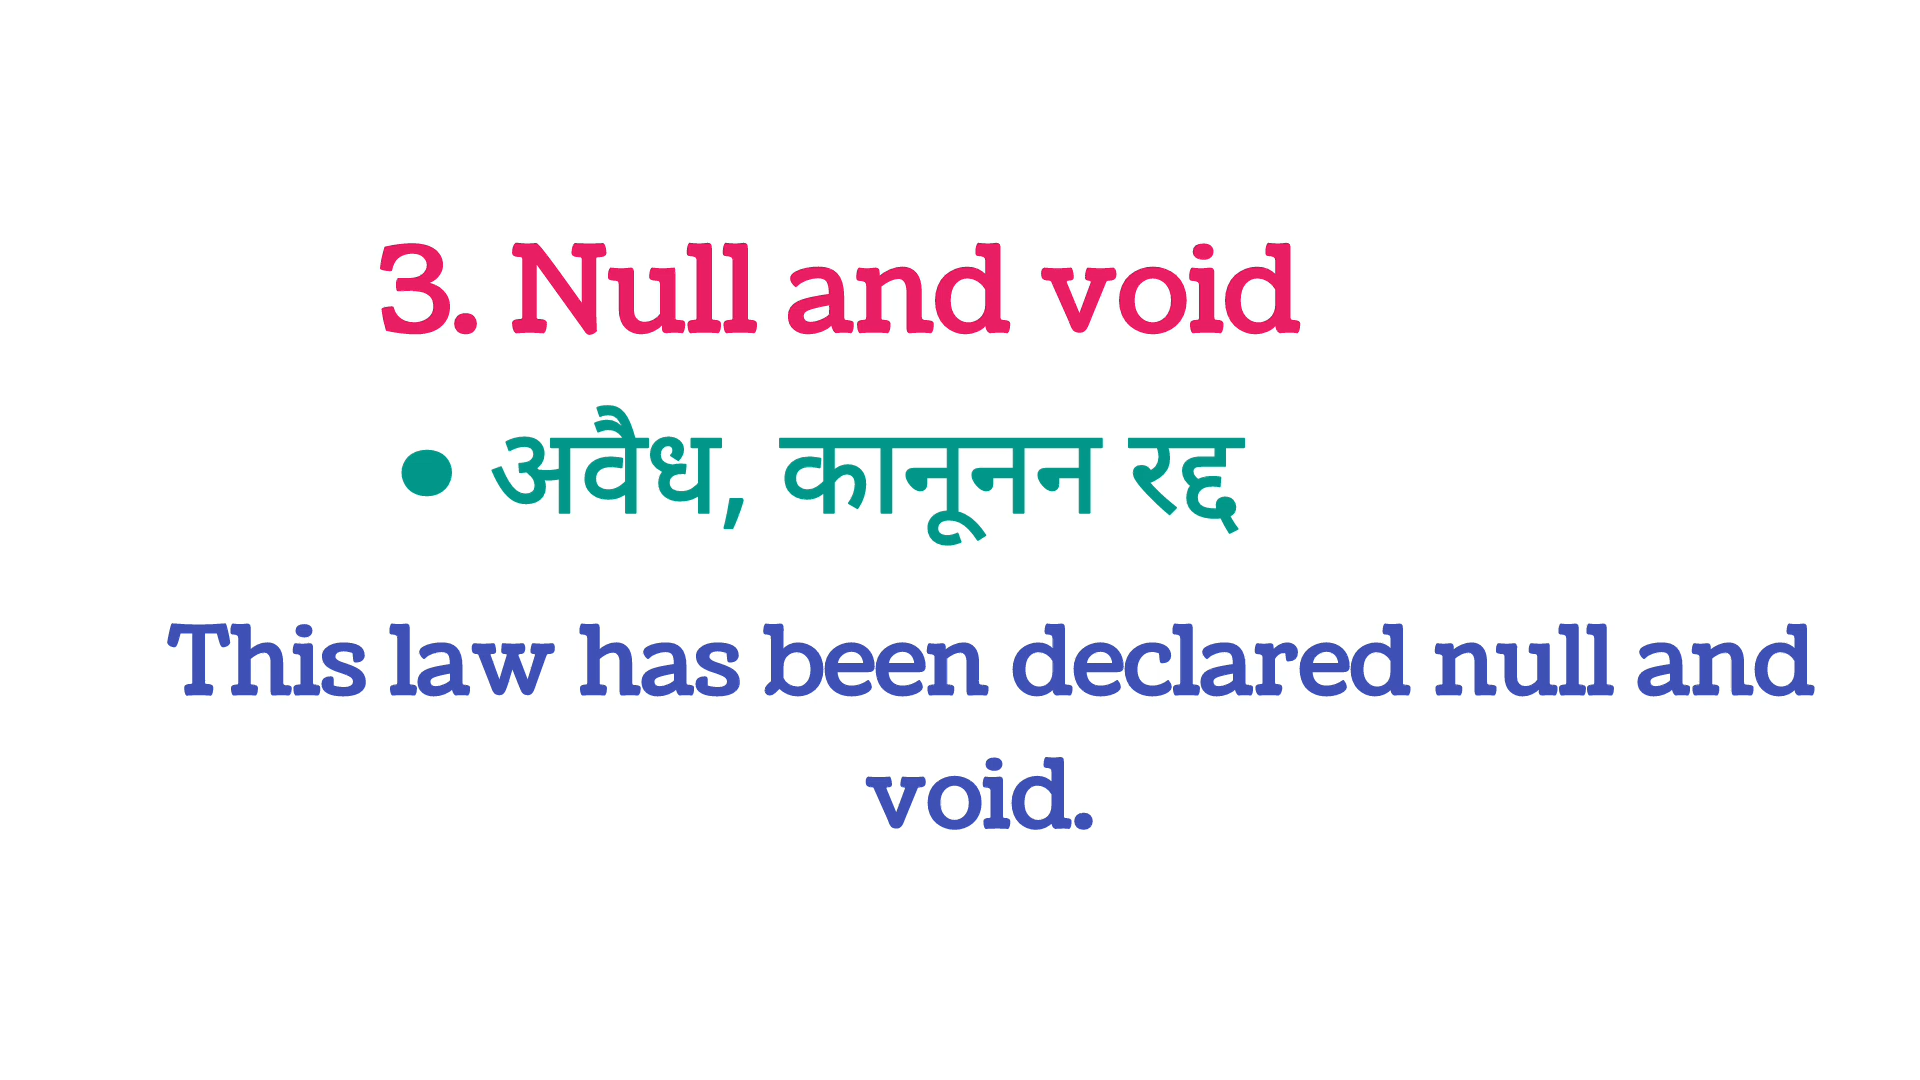 3. Null and void
• अवैध, कानूनन रद्द
This law has been declared null and
void.